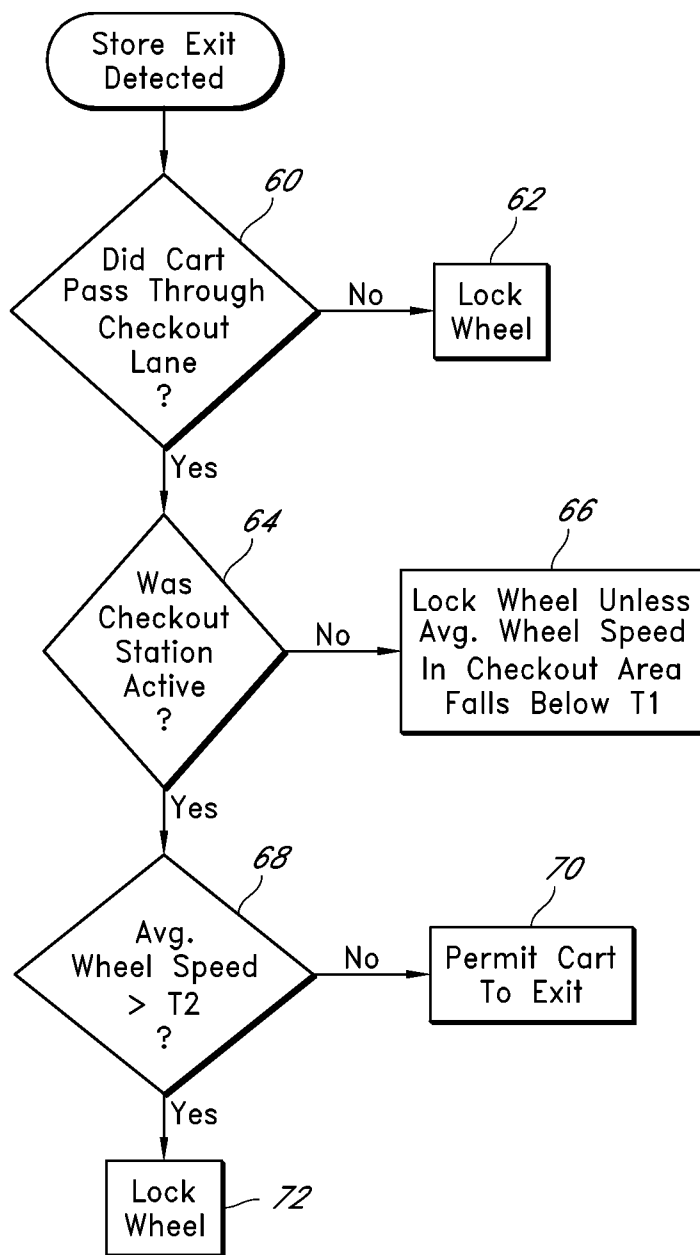 Store Exit
Detected
60
Did Cart
Pass Through
Checkout
Lane
?
No
62
Lock
Wheel
Yes
64
Was
Checkout
Station
Active
?
No
66
Lock Wheel Unless
Avg. Wheel Speed
In Checkout Area
Falls Below T1
Yes
68
Avg.
Wheel Speed
> T2
?
No
70
Permit Cart
To Exit
Yes
Lock
Wheel
72